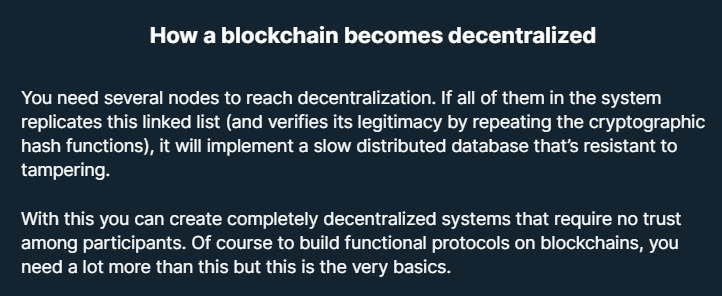 How a blockchain becomes decentralized
You need several nodes to reach decentralization. If all of them in the system
replicates this linked list (and verifies its legitimacy by repeating the cryptographic
hash functions), it will implement a slow distributed database that's resistant to
tampering.
With this you can create completely decentralized systems that require no trust
among participants. Of course to build functional protocols on blockchains, you
need a lot more than this but this is the very basics.